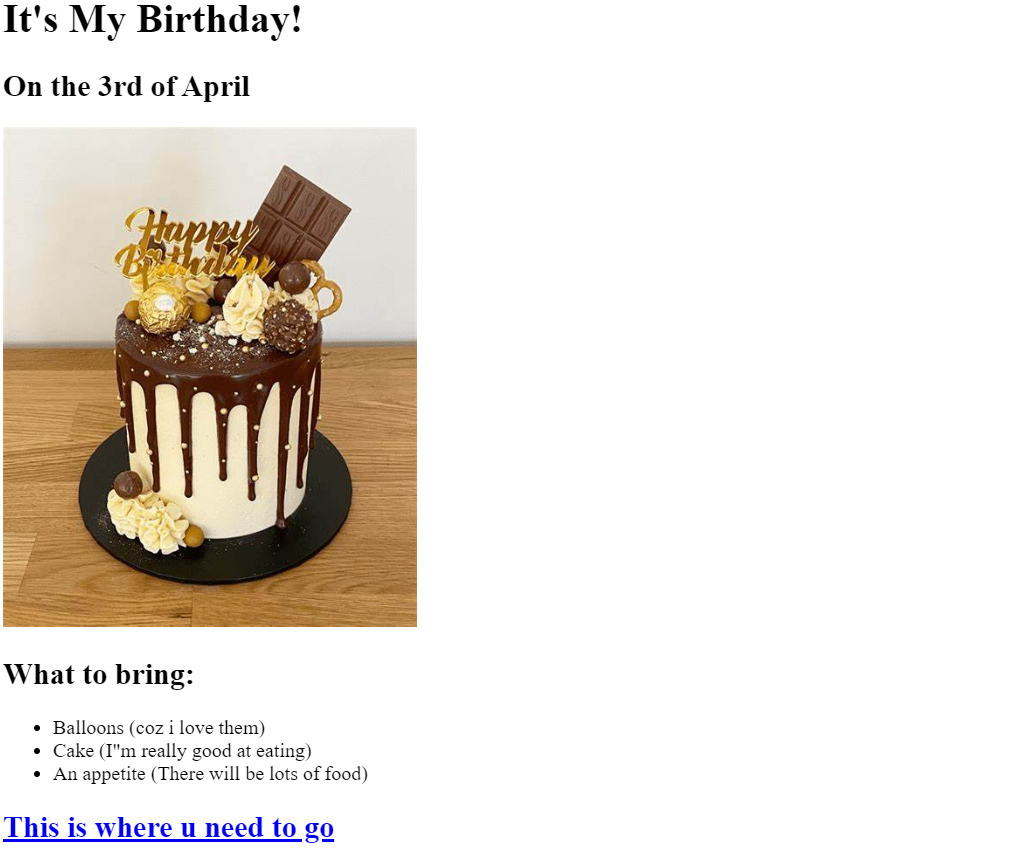 It's My Birthday!
On the 3rd of April
Happy
Birthday
What to bring:
Balloons (coz i love them)
Cake (I"m really good at eating)
An appetite (There will be lots of food)
This is where u need to go